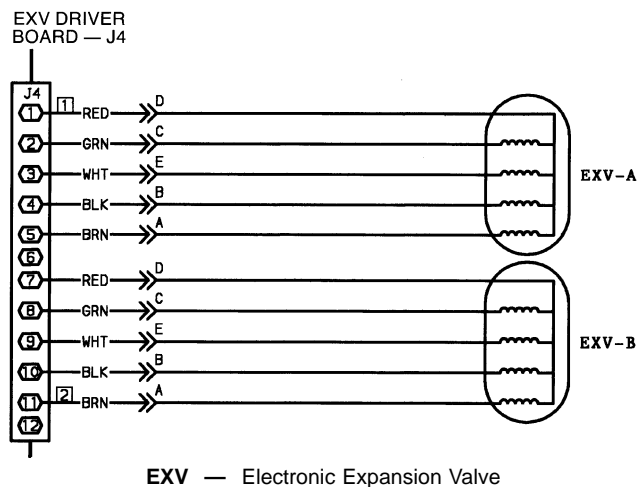 EXV DRIVER
BOARD — J4
J4
1 1 RED D
2 GRN C
3 WHT E
4 BLK B
5 BRN A
EXV-A
6
7 RED D
8 GRN C
9 WHT E
10 BLK B
11 2 BRN A
EXV-B
12
EXV — Electronic Expansion Valve